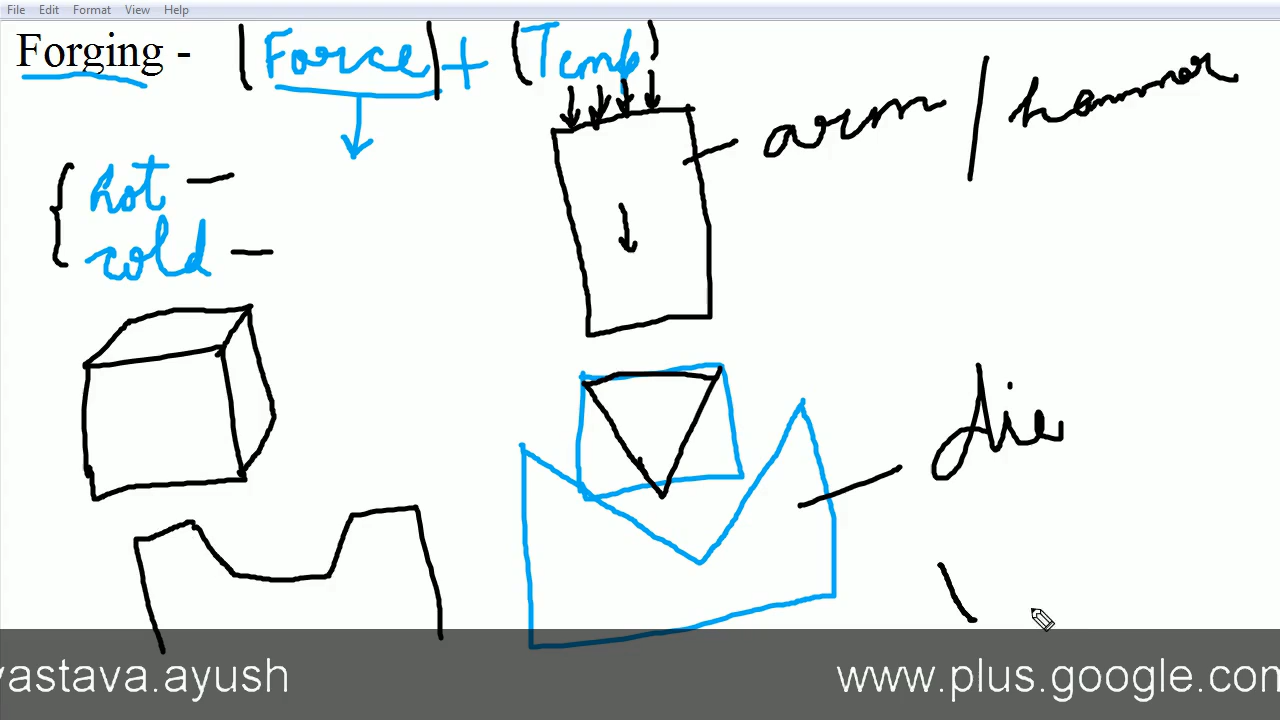 File Edit Format View Help
Forging - (Force) + (Temp)
arm / hammer
hot -
cold -
die
vastava.ayush
www.plus.google.com